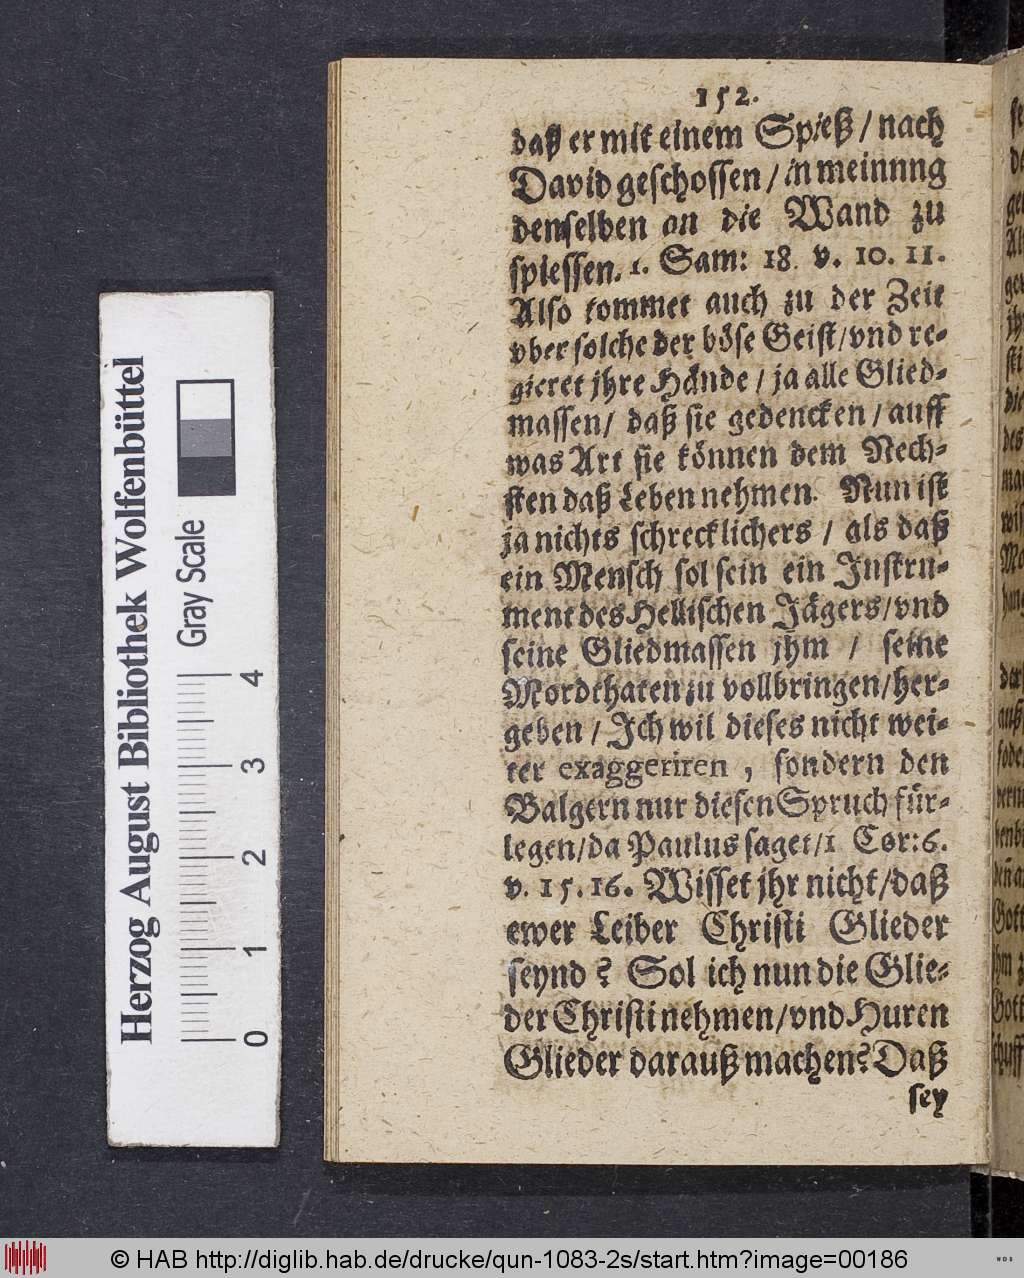 152.
daß er mit einem Spieß / nach
David geschossen / in meinnng
denselben an die Wand zu
spiessen. 1. Sam: 18. v. 10. 11.
Also kommet auch zu der Zeit
vber solche der böse Geist / vnd re-
gieret jhre Hände / ja alle Glied-
massen / daß sie gedencken / auff
was Art sie können dem Nech-
sten daß Leben nehmen. Nun ist
ja nichts schrecklichers / als daß
ein Mensch sol sein ein Instru-
ment des Hellischen Jägers / vnd
seine Gliedmassen jhm / seine
Mordthaten zu vollbringen / her-
geben / Ich wil dieses nicht wei-
ter exaggeriren, sondern den
Balgern nur diesen Spruch für-
legen / da Paulus saget / 1 Cor: 6.
v. 15. 16. Wisset jhr nicht / daß
ewer Leiber Christi Glieder
seynd? Sol ich nun die Glie-
der Christi nehmen / vnd Huren
Glieder darauß machen? Daß
sey
Herzog August Bibliothek Wolfenbüttel
Gray Scale
0 1 2 3 4
© HAB http://diglib.hab.de/drucke/qun-1083-2s/start.htm?image=00186